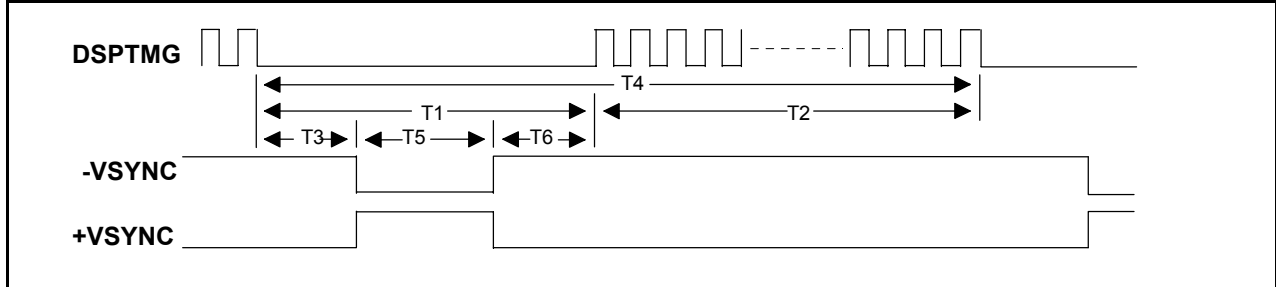 DSPTMG
T4
T1
T2
T3
T5
T6
-VSYNC
+VSYNC